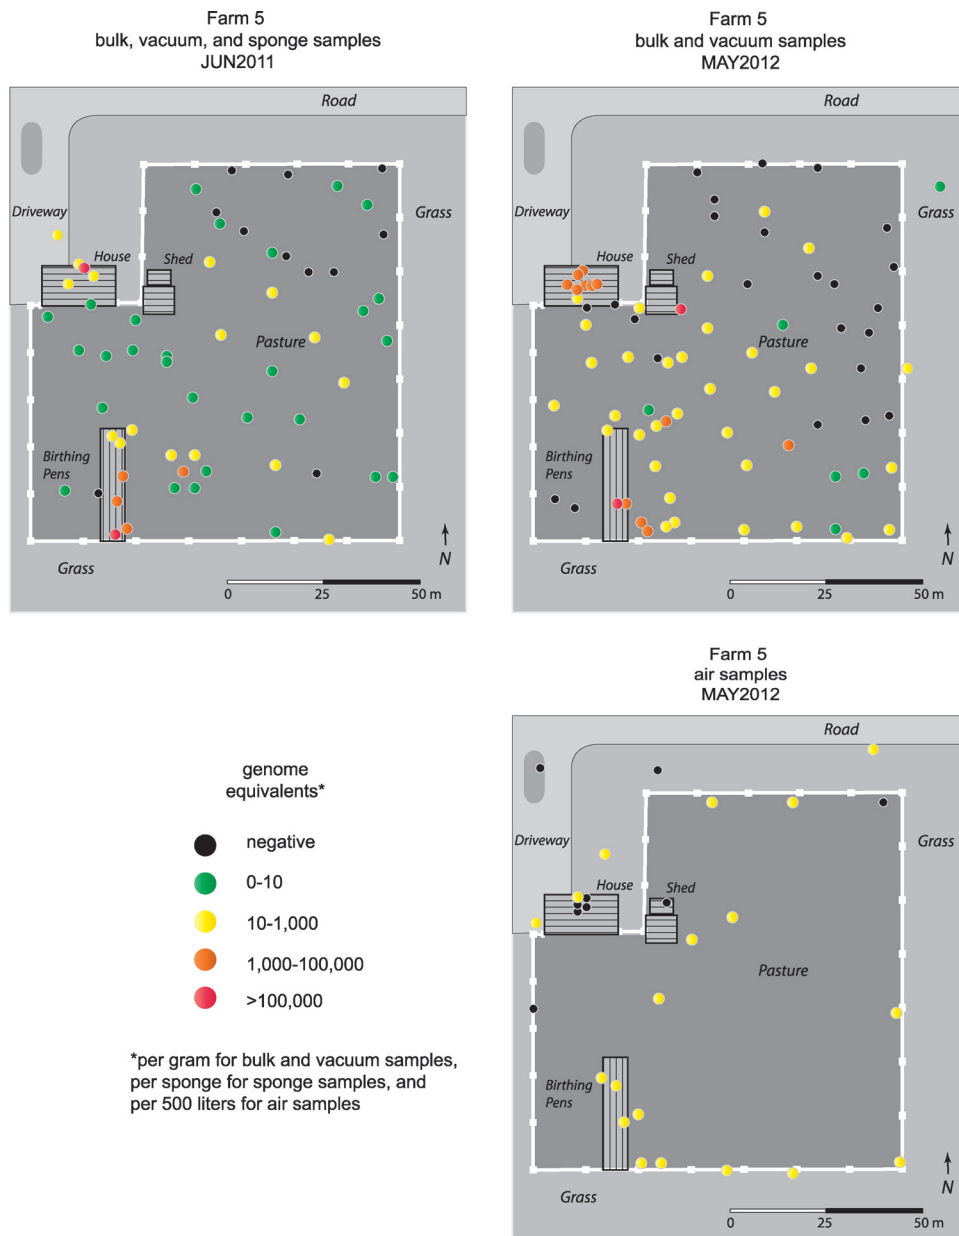 Farm 5
bulk, vacuum, and sponge samples
JUN2011
Road
Driveway
House
Shed
Grass
Pasture
Birthing
Pens
N
Grass
0
25
50 m
Farm 5
bulk and vacuum samples
MAY2012
Road
Driveway
House
Shed
Grass
Pasture
Birthing
Pens
N
Grass
0
25
50 m
genome
equivalents*
negative
0-10
10-1,000
1,000-100,000
>100,000
*per gram for bulk and vacuum samples,
per sponge for sponge samples, and
per 500 liters for air samples
Farm 5
air samples
MAY2012
Road
Driveway
House
Shed
Grass
Pasture
Birthing
Pens
N
Grass
0
25
50 m